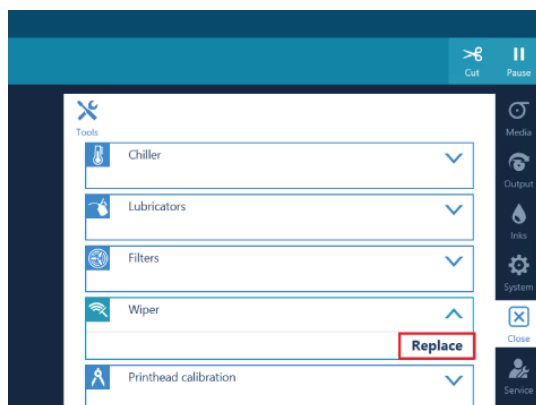 Cut
Pause
Tools
Media
Chiller
Output
Lubricators
Inks
Filters
System
Wiper
Close
Replace
Printhead calibration
Service